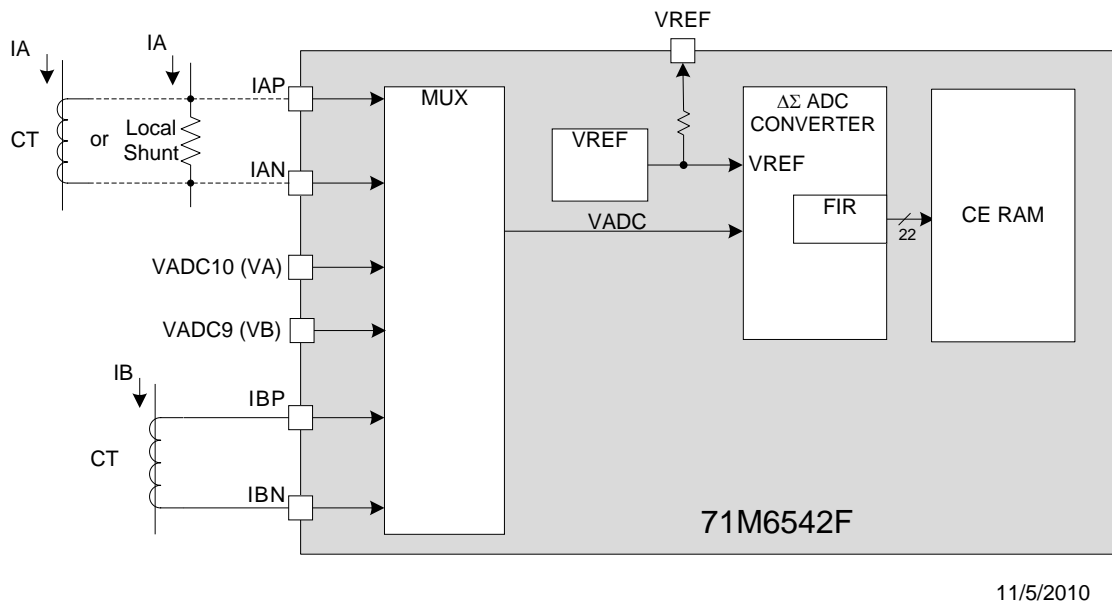 VREF
IA
IA
IAP
MUX
ΔΣ ADC
CONVERTER
CT
or
Local
Shunt
VREF
VREF
IAN
FIR
CE RAM
VADC
22
VADC10 (VA)
VADC9 (VB)
IB
IBP
CT
IBN
71M6542F
11/5/2010